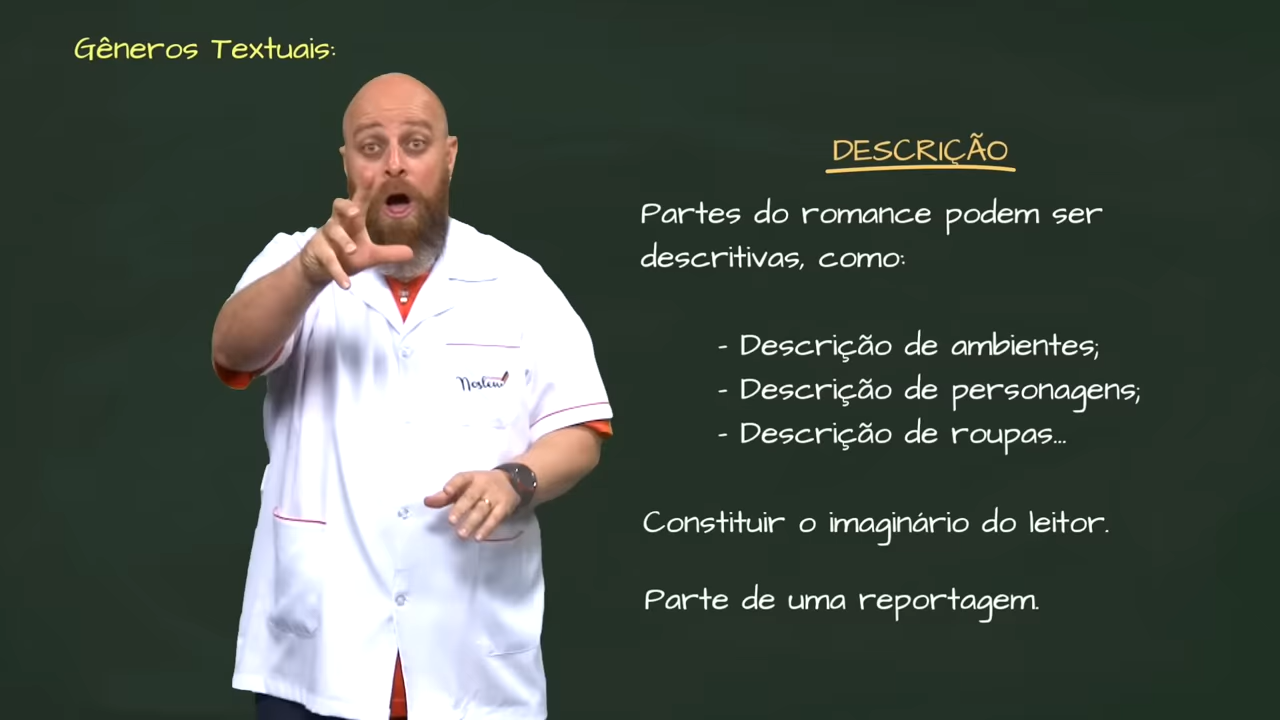 Gêneros Textuais:
DESCRIÇÃO
Partes do romance podem ser
descritivas, como:
- Descrição de ambientes;
- Descrição de personagens;
- Descrição de roupas...
Constituir o imaginário do leitor.
Parte de uma reportagem.
Noslen